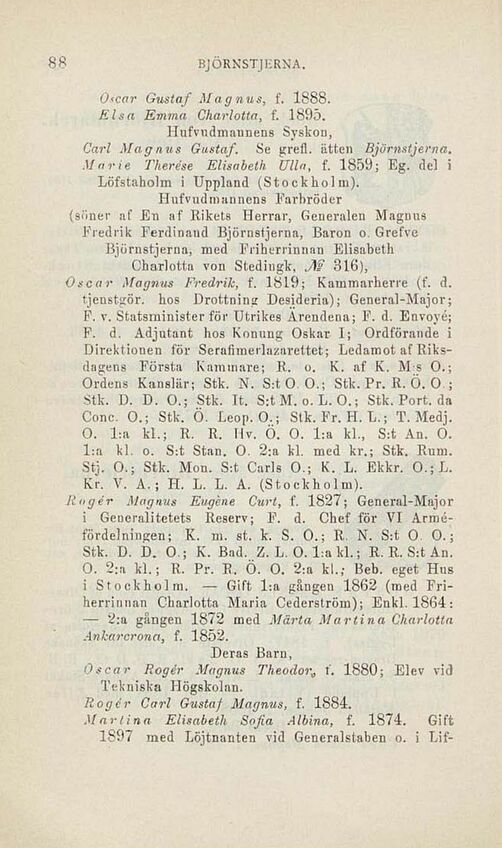 88 BJÖRNSTJERNA.
Oscar Gustaf Magnus, f. 1888.
Elsa Emma Charlotta, f. 1895.
Hufvudmannens Syskon,
Carl Magnus Gustaf. Se grefl. ätten Björnstjerna.
Marie Therése Elisabeth Ulla, f. 1859; Eg. del i
Löfstaholm i Uppland (Stockholm).
Hufvudmannens Farbröder
(söner af En af Rikets Herrar, Generalen Magnus
Fredrik Ferdinand Björnstjerna, Baron o. Grefve
Björnstjerna, med Friherrinnan Elisabeth
Charlotta von Stedingk, № 316),
Oscar Magnus Fredrik, f. 1819; Kammarherre (f. d.
tjenstgör. hos Drottning Desideria); General-Major;
F. v. Statsminister för Utrikes Ärendena; F. d. Envoyé;
F. d. Adjutant hos Konung Oskar I; Ordförande i
Direktionen för Serafimerlazarettet; Ledamot af Riks-
dagens Första Kammare; R. o. K. af K. M:s O.;
Ordens Kanslär; Stk. N. S:t O. O.; Stk. Pr. R. Ö. O.;
Stk. D. D. O.; Stk. It. S:t M. o. L. O.; Stk. Port. da
Conc. O.; Stk. Ö. Leop. O.; Stk. Fr. H. L.; T. Medj.
O. 1:a kl.; R. R. Hv. Ö. O. 1:a kl., S:t An. O.
1:a kl. o. S:t Stan. O. 2:a kl. med kr.; Stk. Rum.
Stj. O.; Stk. Mon. S:t Carls O.; K. L. Ekkr. O.; L.
Kr. V. A.; H. L. L. A. (Stockholm).
Rogér Magnus Eugène Curt, f. 1827; General-Major
i Generalitetets Reserv; F. d. Chef för VI Armé-
fördelningen; K. m. st. k. S. O.; R. N. S:t O. O.;
Stk. D. D. O.; K. Bad. Z. L. O. 1:a kl.; R. R. S:t An.
O. 2:a kl.; R. Pr. R. Ö. O. 2:a kl.; Beb. eget Hus
i Stockholm. — Gift 1:a gången 1862 (med Fri-
herrinnan Charlotta Maria Cederström); Enkl. 1864:
— 2:a gången 1872 med Märta Martina Charlotta
Ankarcrona, f. 1852.
Deras Barn,
Oscar Rogér Magnus Theodor, f. 1880; Elev vid
Tekniska Högskolan.
Rogér Carl Gustaf Magnus, f. 1884.
Martina Elisabeth Sofia Albina, f. 1874. Gift
1897 med Löjtnanten vid Generalstaben o. i Lif-